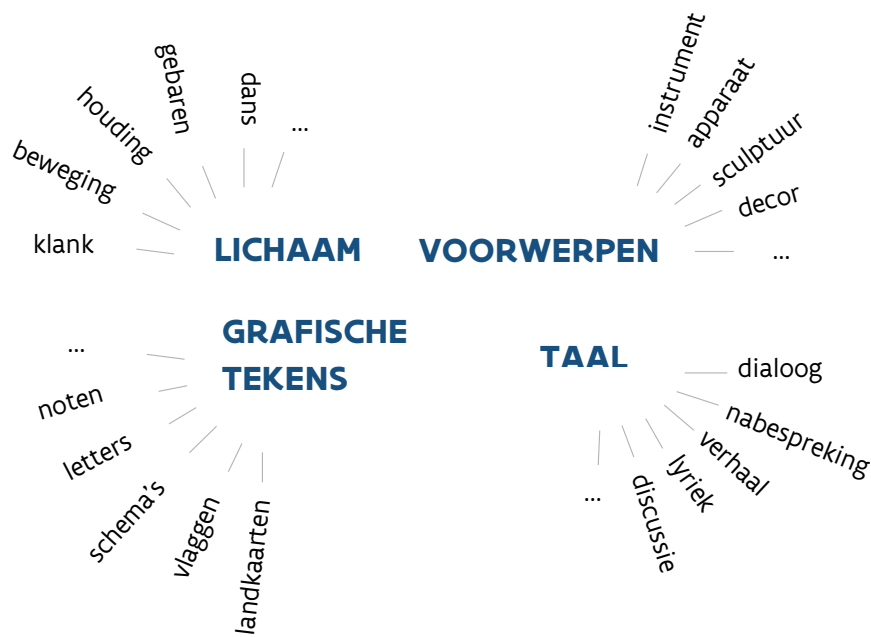 klank
beweging
houding
gebaren
dans
...
LICHAAM
instrument
apparaat
sculptuur
decor
...
VOORWERPEN
...
noten
letters
schema's
vlaggen
landkaarten
GRAFISCHE
TEKENS
TAAL
dialoog
nabespreking
verhaal
lyriek
discussie
...